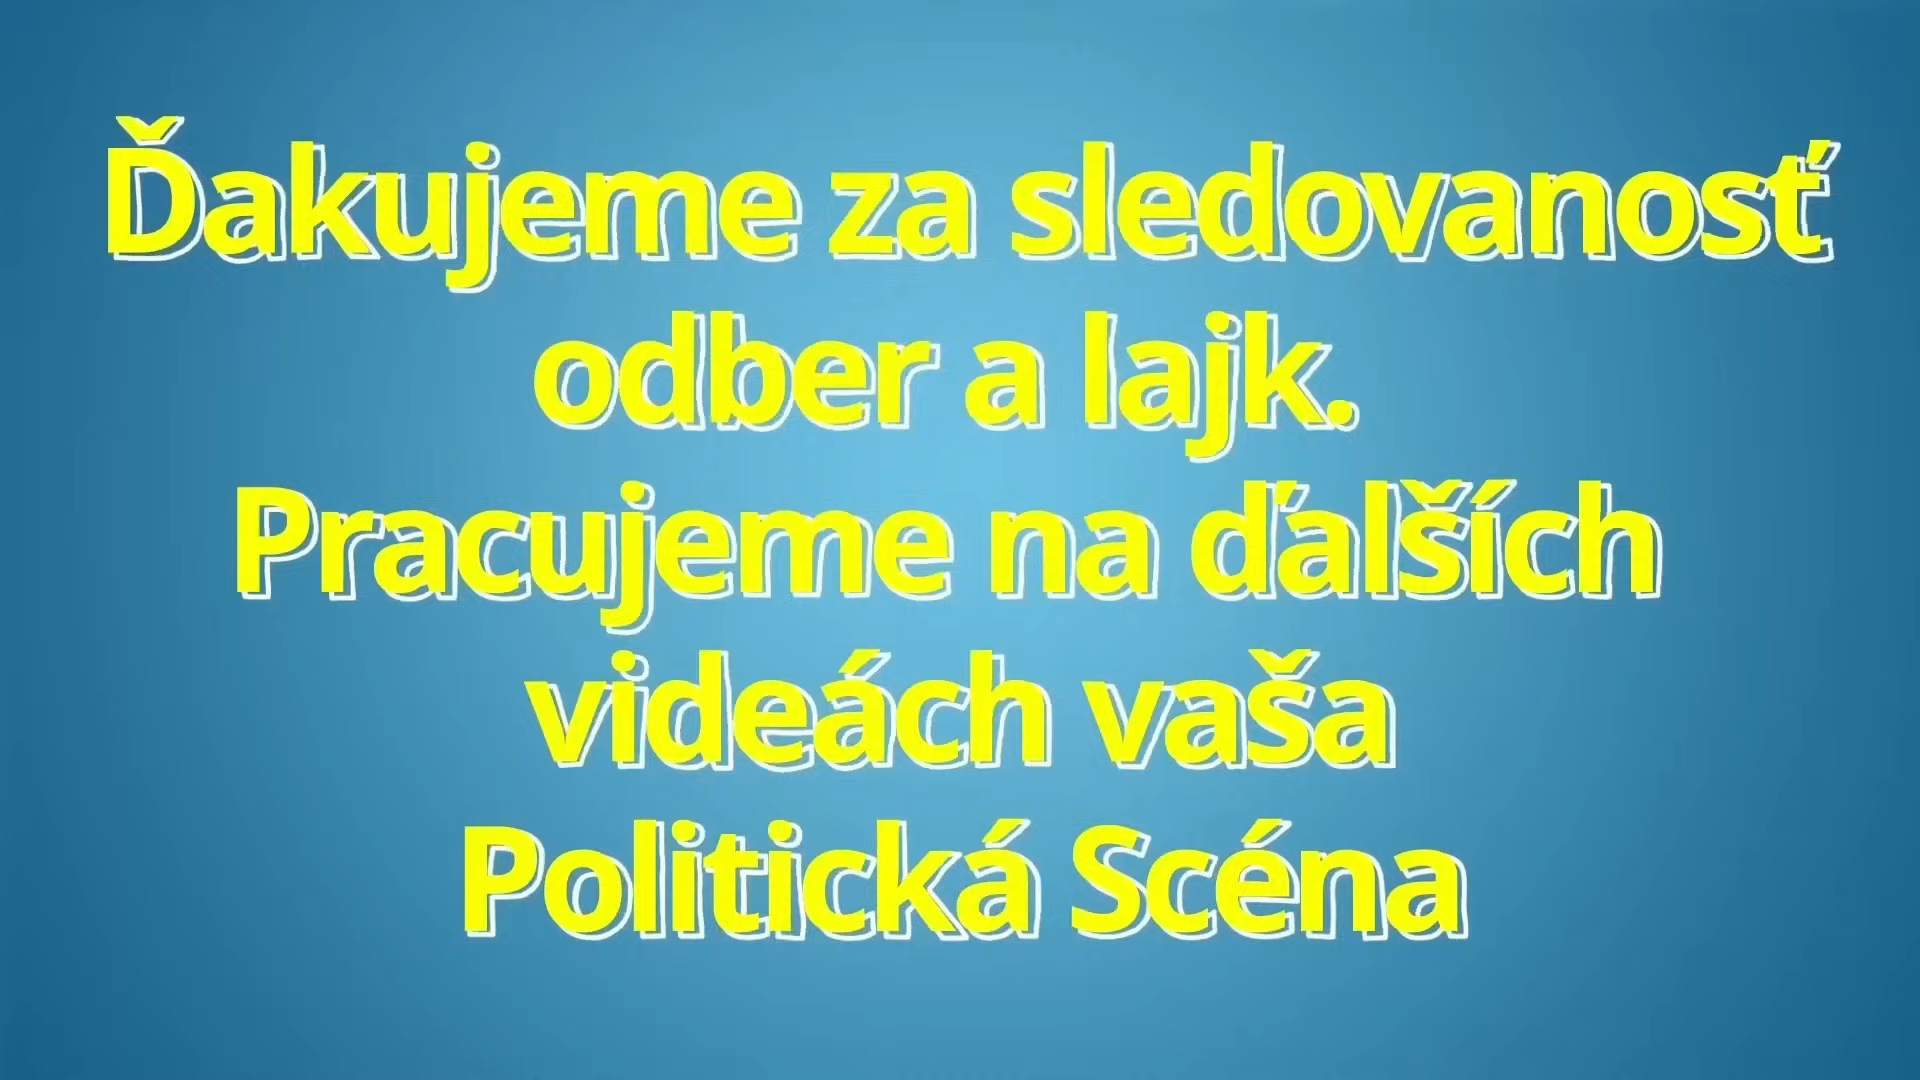 Ďakujeme za sledovanosť
odber a lajk.
Pracujeme na ďalších
videách vaša
Politická Scéna